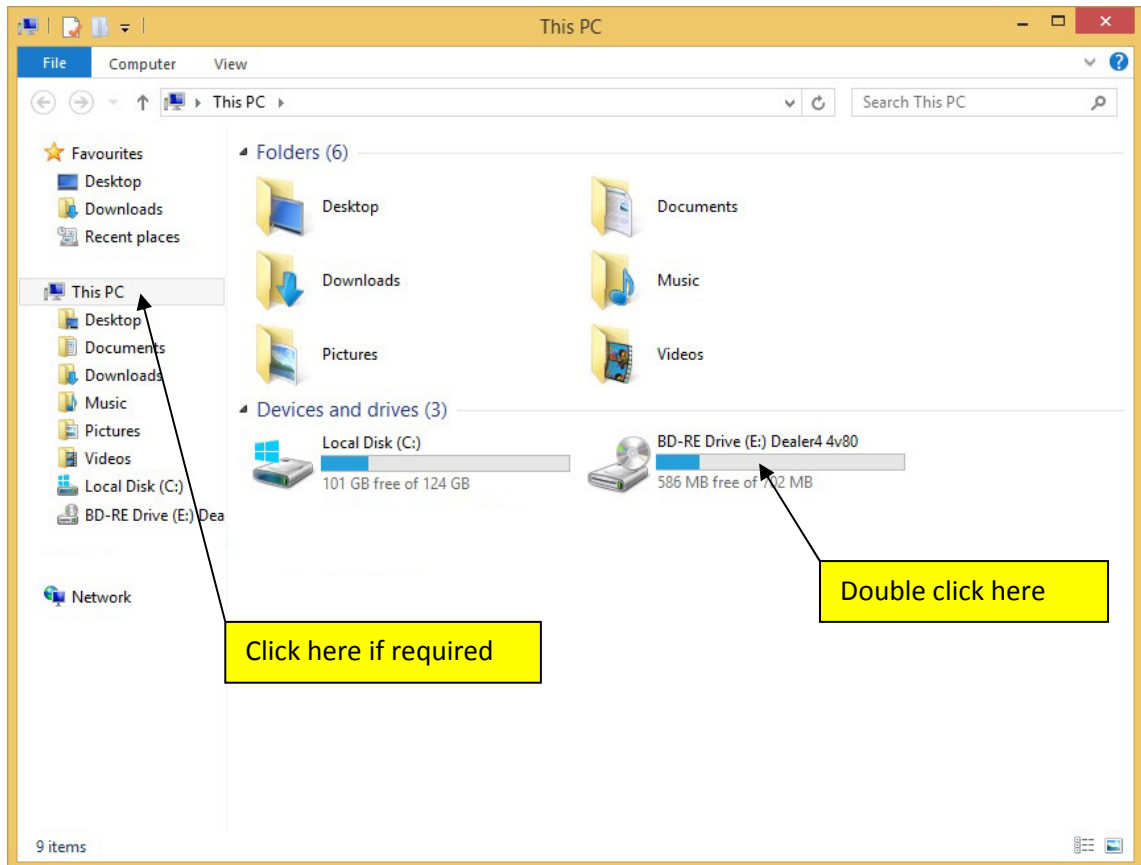 This PC
File Computer View
This PC
Search This PC
Favourites
Desktop
Downloads
Recent places
This PC
Desktop
Documents
Downloads
Music
Pictures
Videos
Local Disk (C:)
BD-RE Drive (E:) Dea
Network
Folders (6)
Desktop
Documents
Downloads
Music
Pictures
Videos
Devices and drives (3)
Local Disk (C:)
101 GB free of 124 GB
BD-RE Drive (E:) Dealer4 4v80
586 MB free of 702 MB
Double click here
Click here if required
9 items